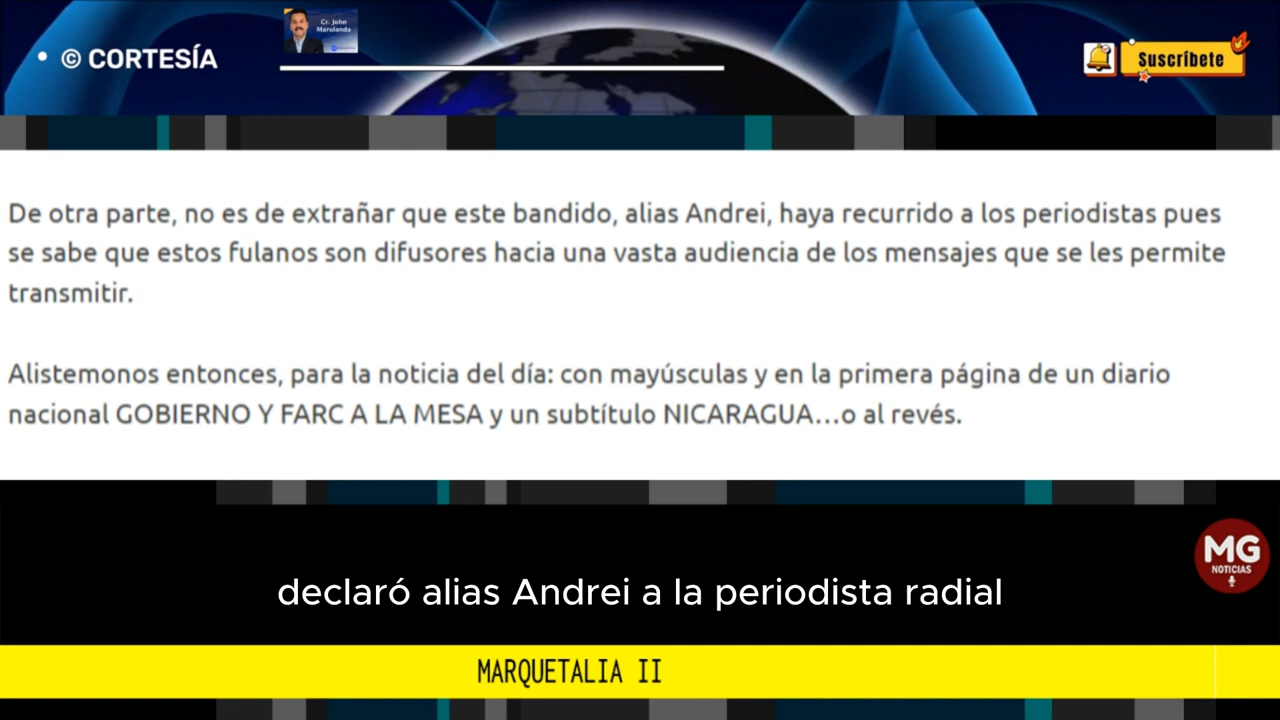 • © CORTESÍA
Cr. John
Marulanda
Suscríbete
De otra parte, no es de extrañar que este bandido, alias Andrei, haya recurrido a los periodistas pues
se sabe que estos fulanos son difusores hacia una vasta audiencia de los mensajes que se les permite
transmitir.
Alistemonos entonces, para la noticia del día: con mayúsculas y en la primera página de un diario
nacional GOBIERNO Y FARC A LA MESA y un subtítulo NICARAGUA…o al revés.
MG
NOTICIAS
declaró alias Andrei a la periodista radial
MARQUETALIA II